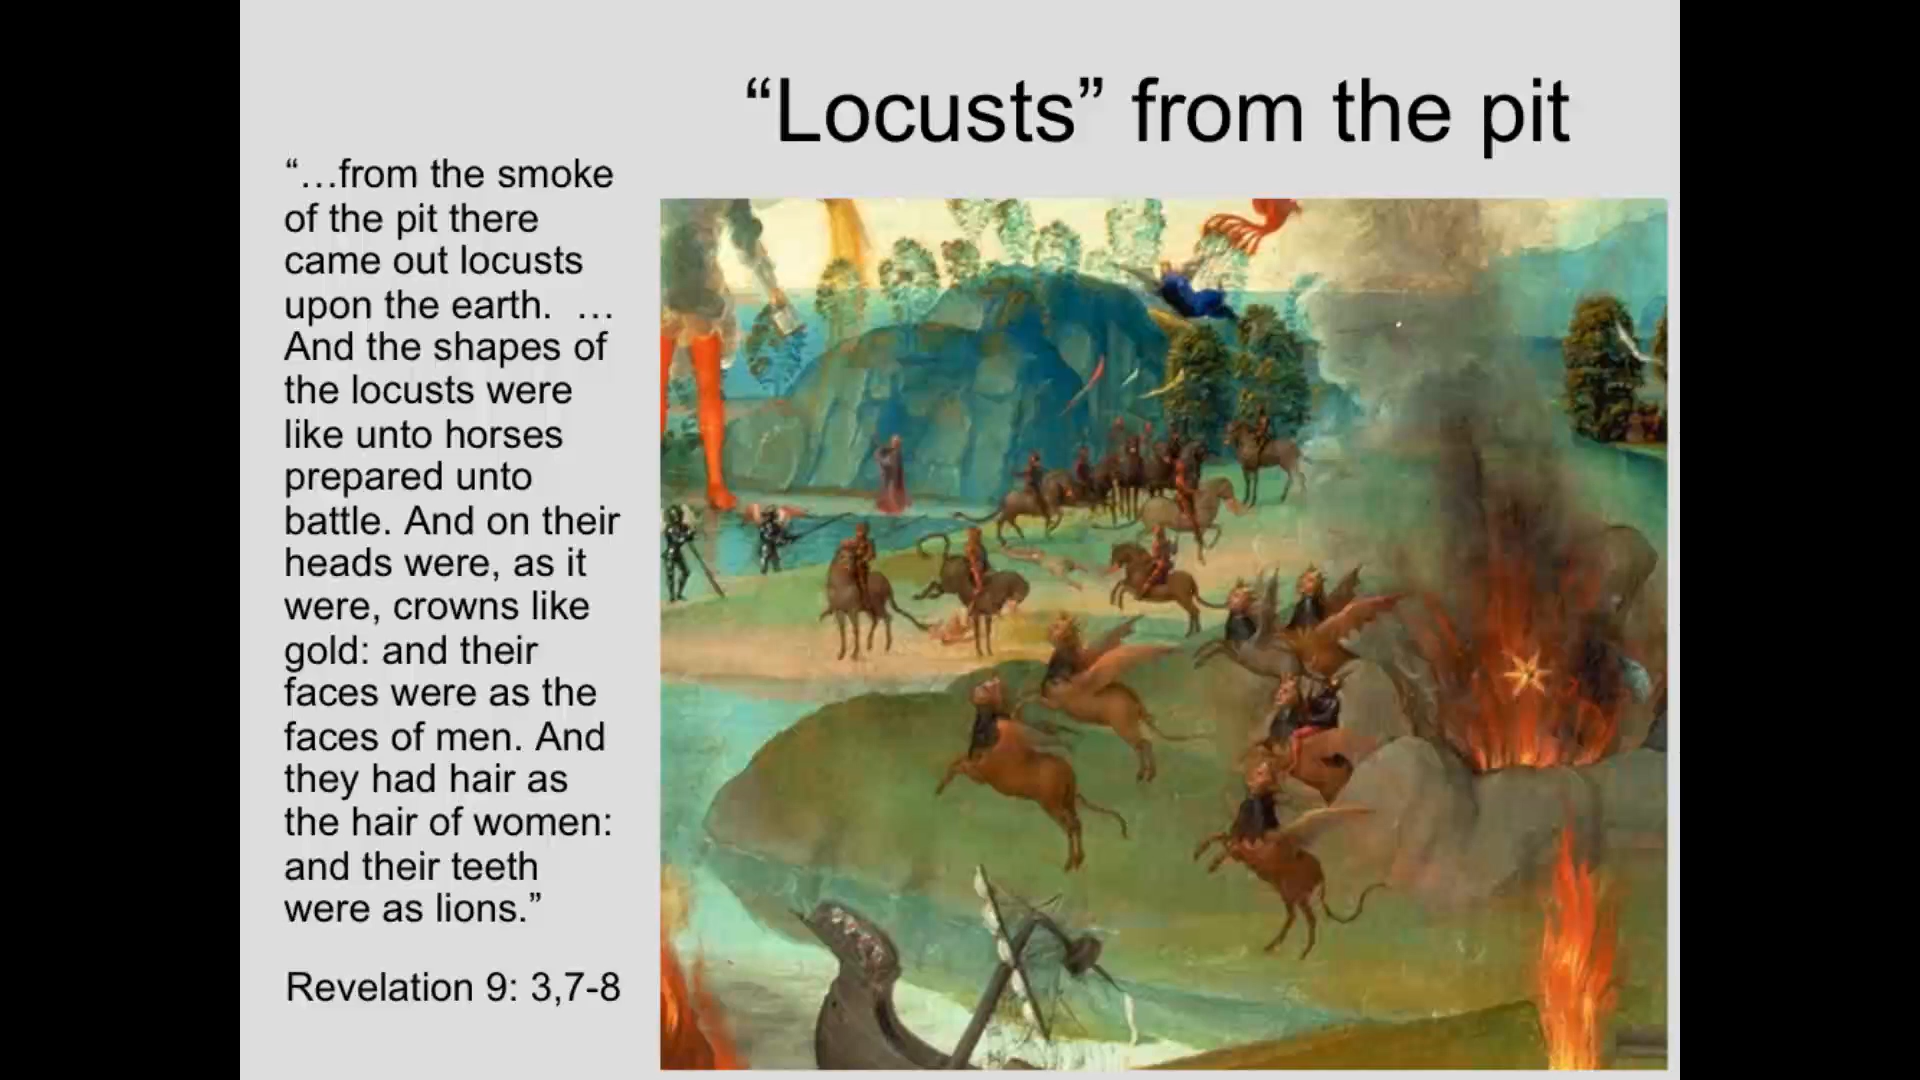 “Locusts” from the pit
“…from the smoke
of the pit there
came out locusts
upon the earth.  …
And the shapes of
the locusts were
like unto horses
prepared unto
battle. And on their
heads were, as it
were, crowns like
gold: and their
faces were as the
faces of men. And
they had hair as
the hair of women:
and their teeth
were as lions.”
Revelation 9: 3,7-8